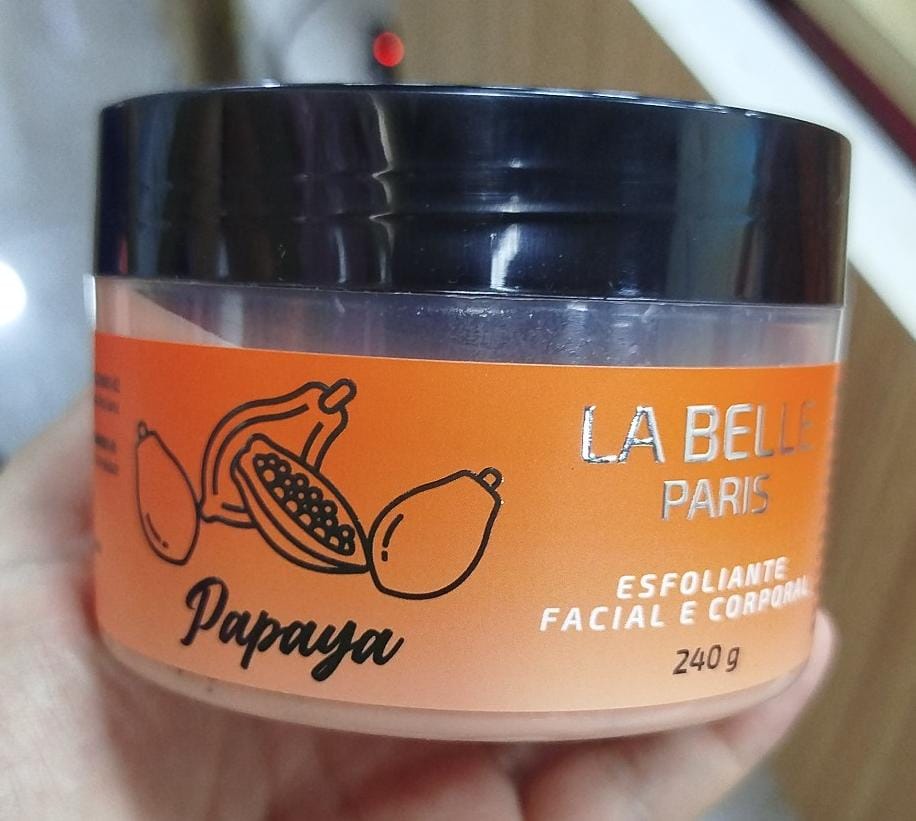 Papaya
LA BELLE
PARIS
ESFOLIANTE
FACIAL E CORPORAL
240 g